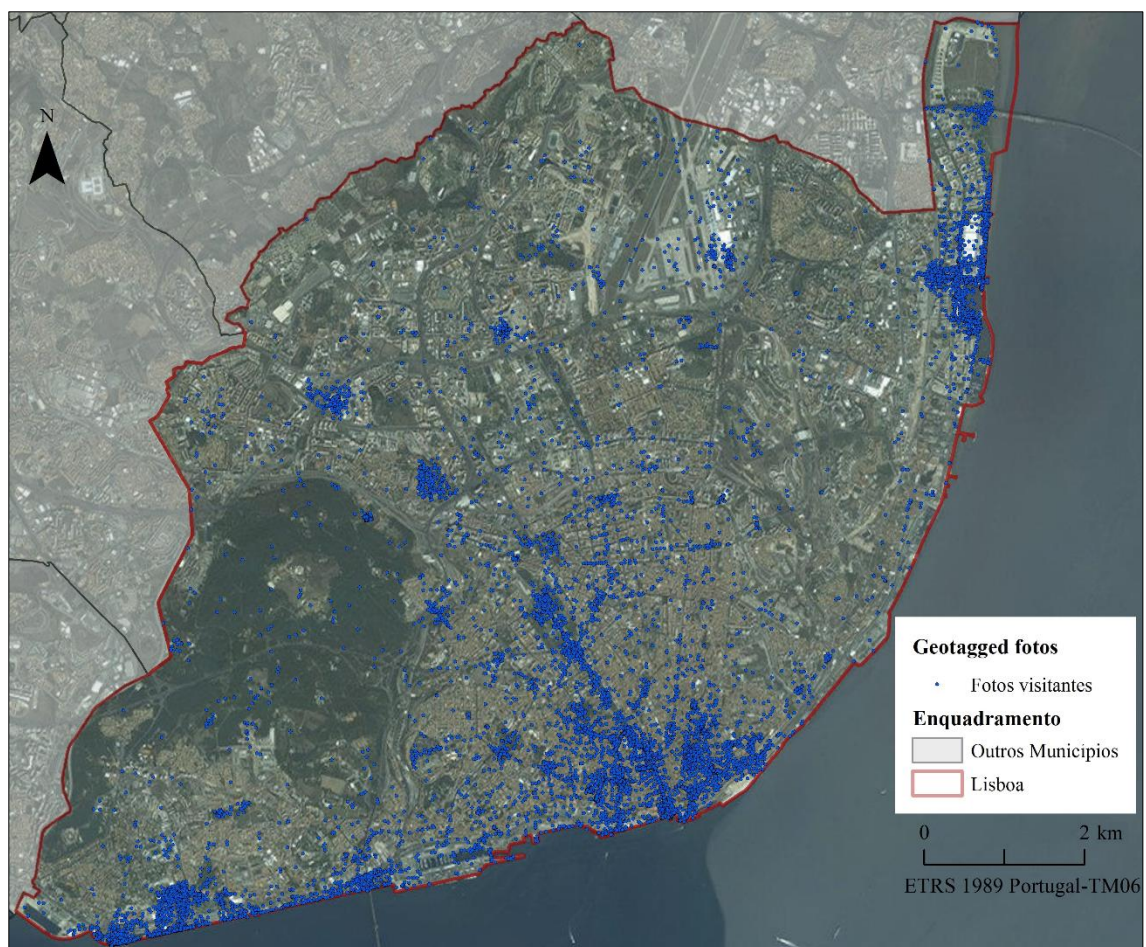 N
Geotagged fotos
Fotos visitantes
Enquadramento
Outros Municipios
Lisboa
0 2 km
ETRS 1989 Portugal-TM06